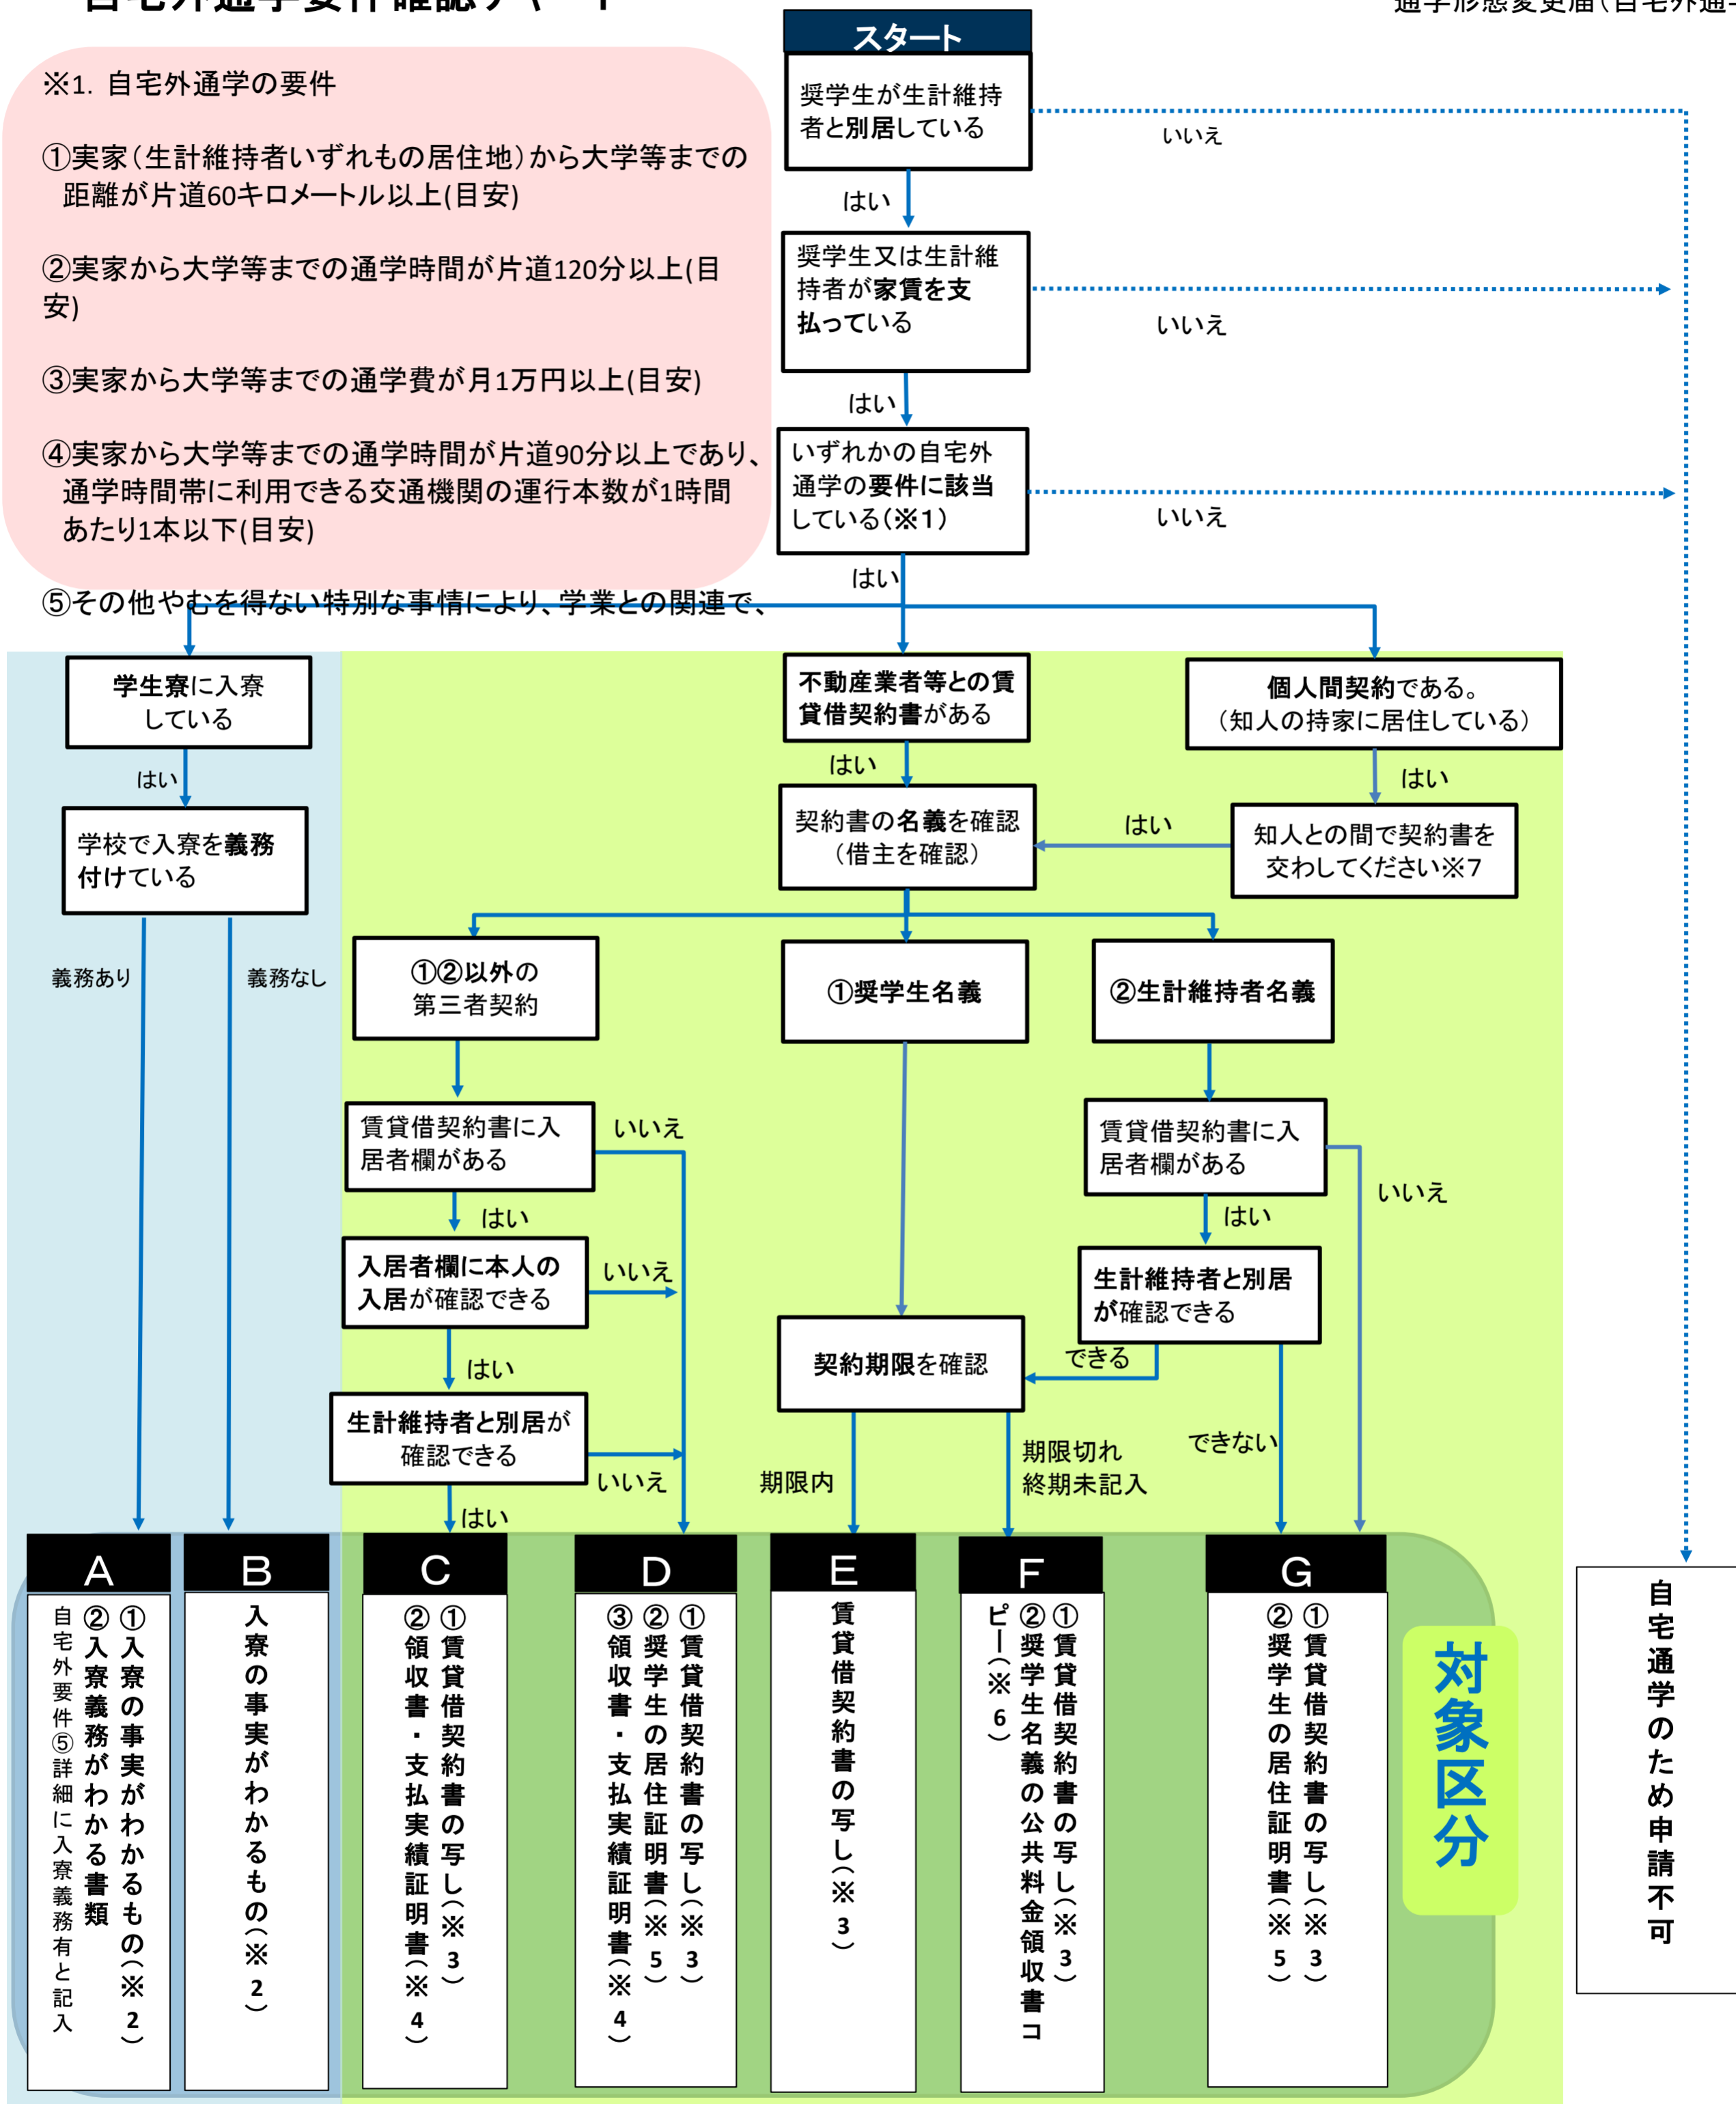 自宅外通学要件確認チャート
通学形態変更届(自宅外通
※1. 自宅外通学の要件
①実家(生計維持者いずれもの居住地)から大学等までの
距離が片道60キロメートル以上(目安)
②実家から大学等までの通学時間が片道120分以上(目
安)
③実家から大学等までの通学費が月1万円以上(目安)
④実家から大学等までの通学時間が片道90分以上であり、
通学時間帯に利用できる交通機関の運行本数が1時間
あたり1本以下(目安)
⑤その他やむを得ない特別な事情により、学業との関連で、
スタート
奨学生が生計維持
者と別居している
いいえ
はい
奨学生又は生計維
持者が家賃を支
払っている
いいえ
はい
いずれかの自宅外
通学の要件に該当
している(※1)
いいえ
はい
学生寮に入寮
している
はい
学校で入寮を義務
付けている
義務あり
義務なし
不動産業者等との賃
貸借契約書がある
はい
契約書の名義を確認
(借主を確認)
個人間契約である。
(知人の持家に居住している)
はい
知人との間で契約書を
交わしてください※7
はい
①②以外の
第三者契約
①奨学生名義
②生計維持者名義
賃貸借契約書に入
居者欄がある
いいえ
はい
入居者欄に本人の
入居が確認できる
いいえ
はい
生計維持者と別居が
確認できる
いいえ
はい
賃貸借契約書に入
居者欄がある
いいえ
はい
生計維持者と別居
が確認できる
できる
できない
契約期限を確認
期限内
期限切れ
終期未記入
A
①入寮の事実がわかるもの(※2)
②入寮義務がわかる書類
自宅外要件⑤詳細に入寮義務有と記入
B
入寮の事実がわかるもの(※2)
C
①賃貸借契約書の写し(※3)
②領収書・支払実績証明書(※4)
D
①賃貸借契約書の写し(※3)
②奨学生の居住証明書(※5)
③領収書・支払実績証明書(※4)
E
賃貸借契約書の写し(※3)
F
①賃貸借契約書の写し(※3)
②奨学生名義の公共料金領収書コ
ピー(※6)
G
①賃貸借契約書の写し(※3)
②奨学生の居住証明書(※5)
対象区分
自宅通学のため申請不可